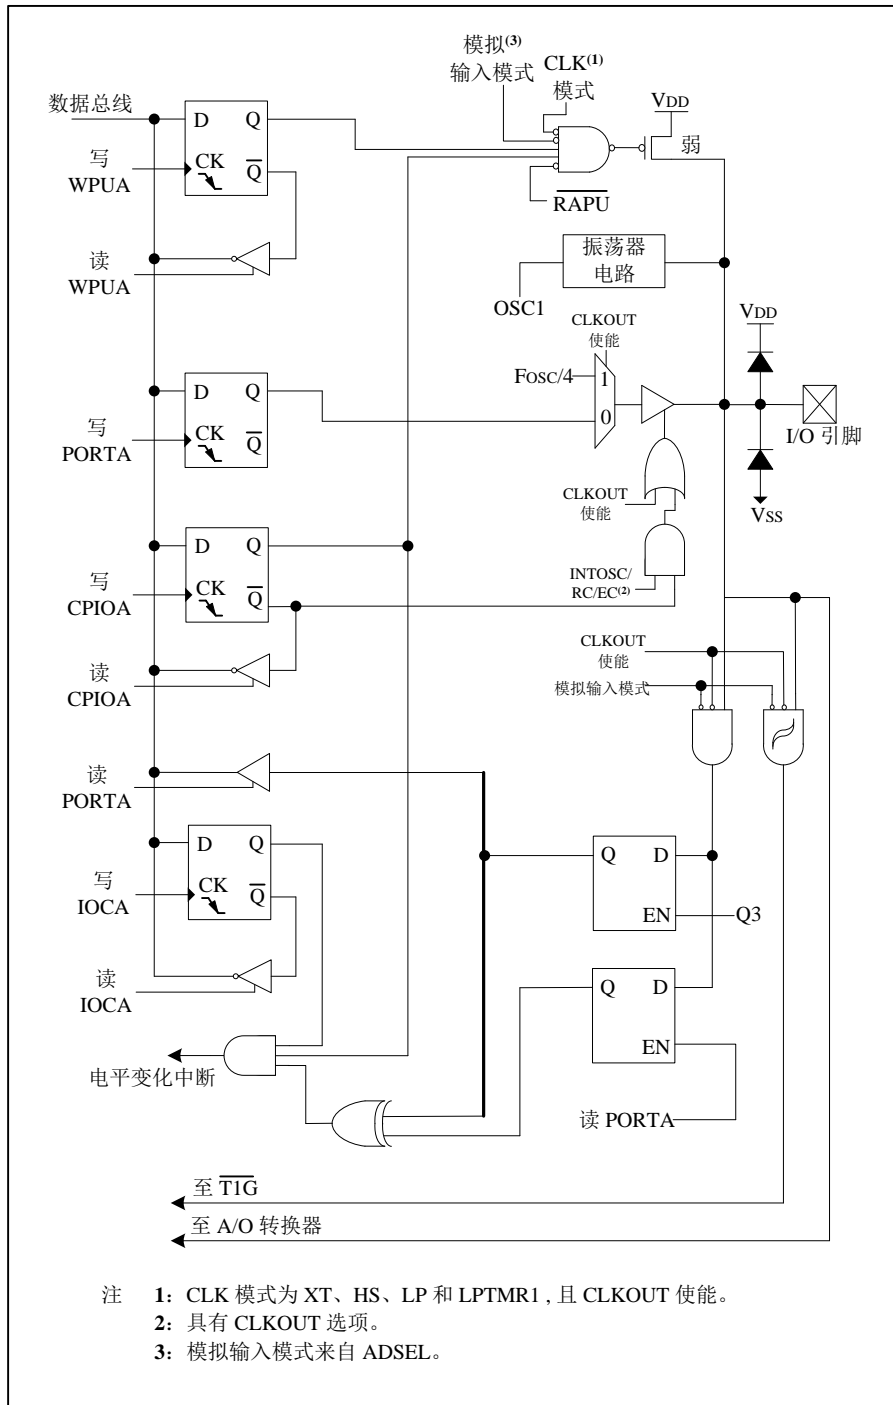 模拟(3)
输入模式
CLK(1)
模式
VDD
数据总线
D
Q
弱
写
WPUA
CK
Q
RAPU
读
WPUA
振荡器
电路
OSC1
CLKOUT
使能
VDD
FOSC/4
1
0
D
Q
写
PORTA
CK
Q
I/O 引脚
CLKOUT
使能
VSS
D
Q
写
CPIOA
CK
Q
INTOSC/
RC/EC(2)
读
CPIOA
CLKOUT
使能
模拟输入模式
读
PORTA
D
Q
写
IOCA
CK
Q
Q
D
EN
Q3
读
IOCA
Q
D
EN
电平变化中断
读 PORTA
至 T1G
至 A/O 转换器
注 1：CLK 模式为 XT、HS、LP 和 LPTMR1 , 且 CLKOUT 使能。
2：具有 CLKOUT 选项。
3：模拟输入模式来自 ADSEL。